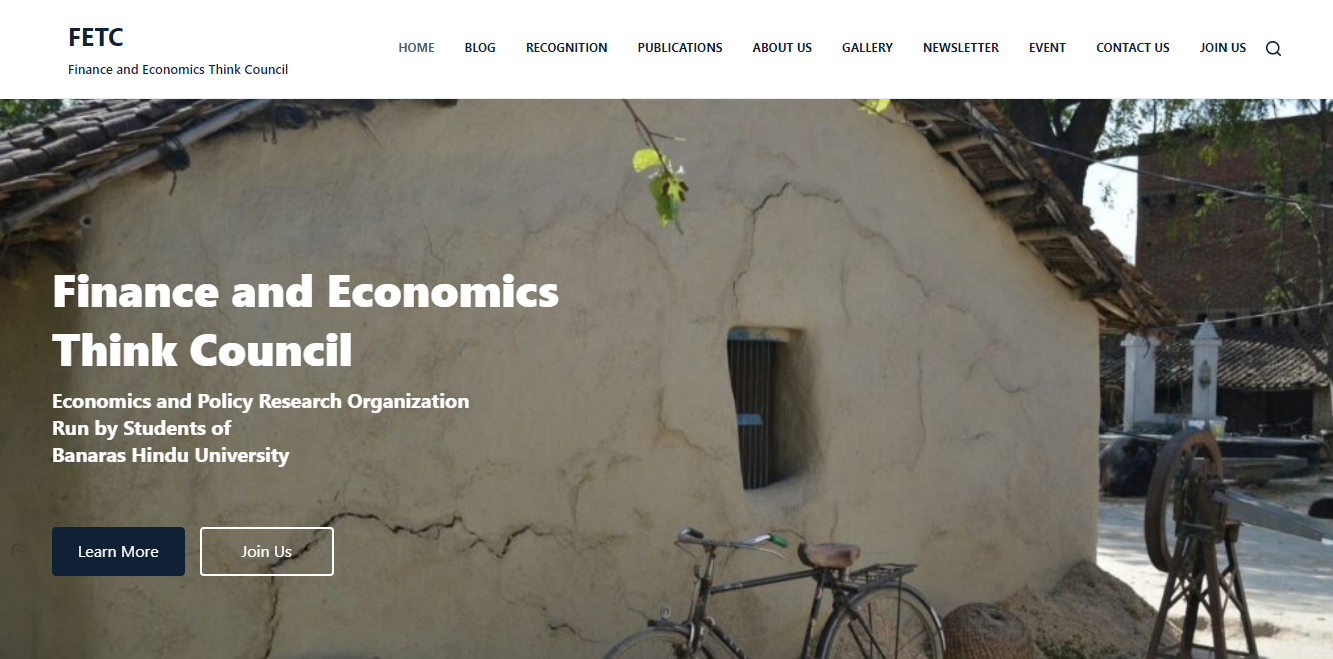 FETC
Finance and Economics Think Council
HOME BLOG RECOGNITION PUBLICATIONS ABOUT US GALLERY NEWSLETTER EVENT CONTACT US JOIN US
Finance and Economics
Think Council
Economics and Policy Research Organization
Run by Students of
Banaras Hindu University
Learn More Join Us